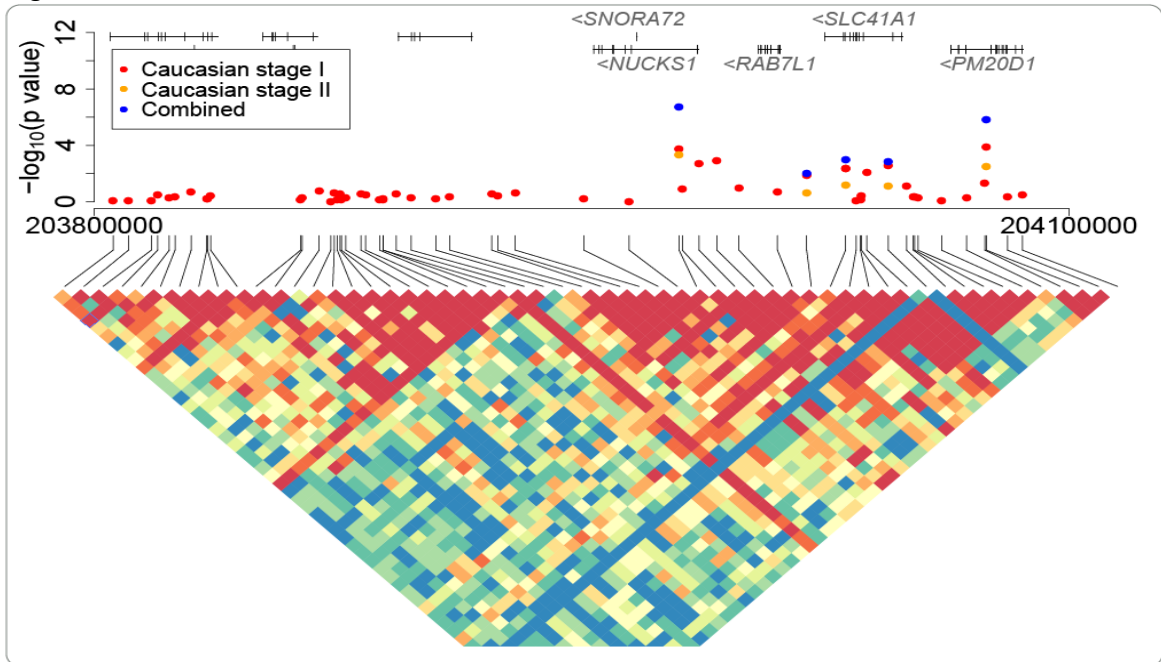 <SNORA72
<SLC41A1
<NUCKS1
<RAB7L1
<PM20D1
12
8
4
0
−log10(p value)
Caucasian stage I
Caucasian stage II
Combined
203800000
204100000